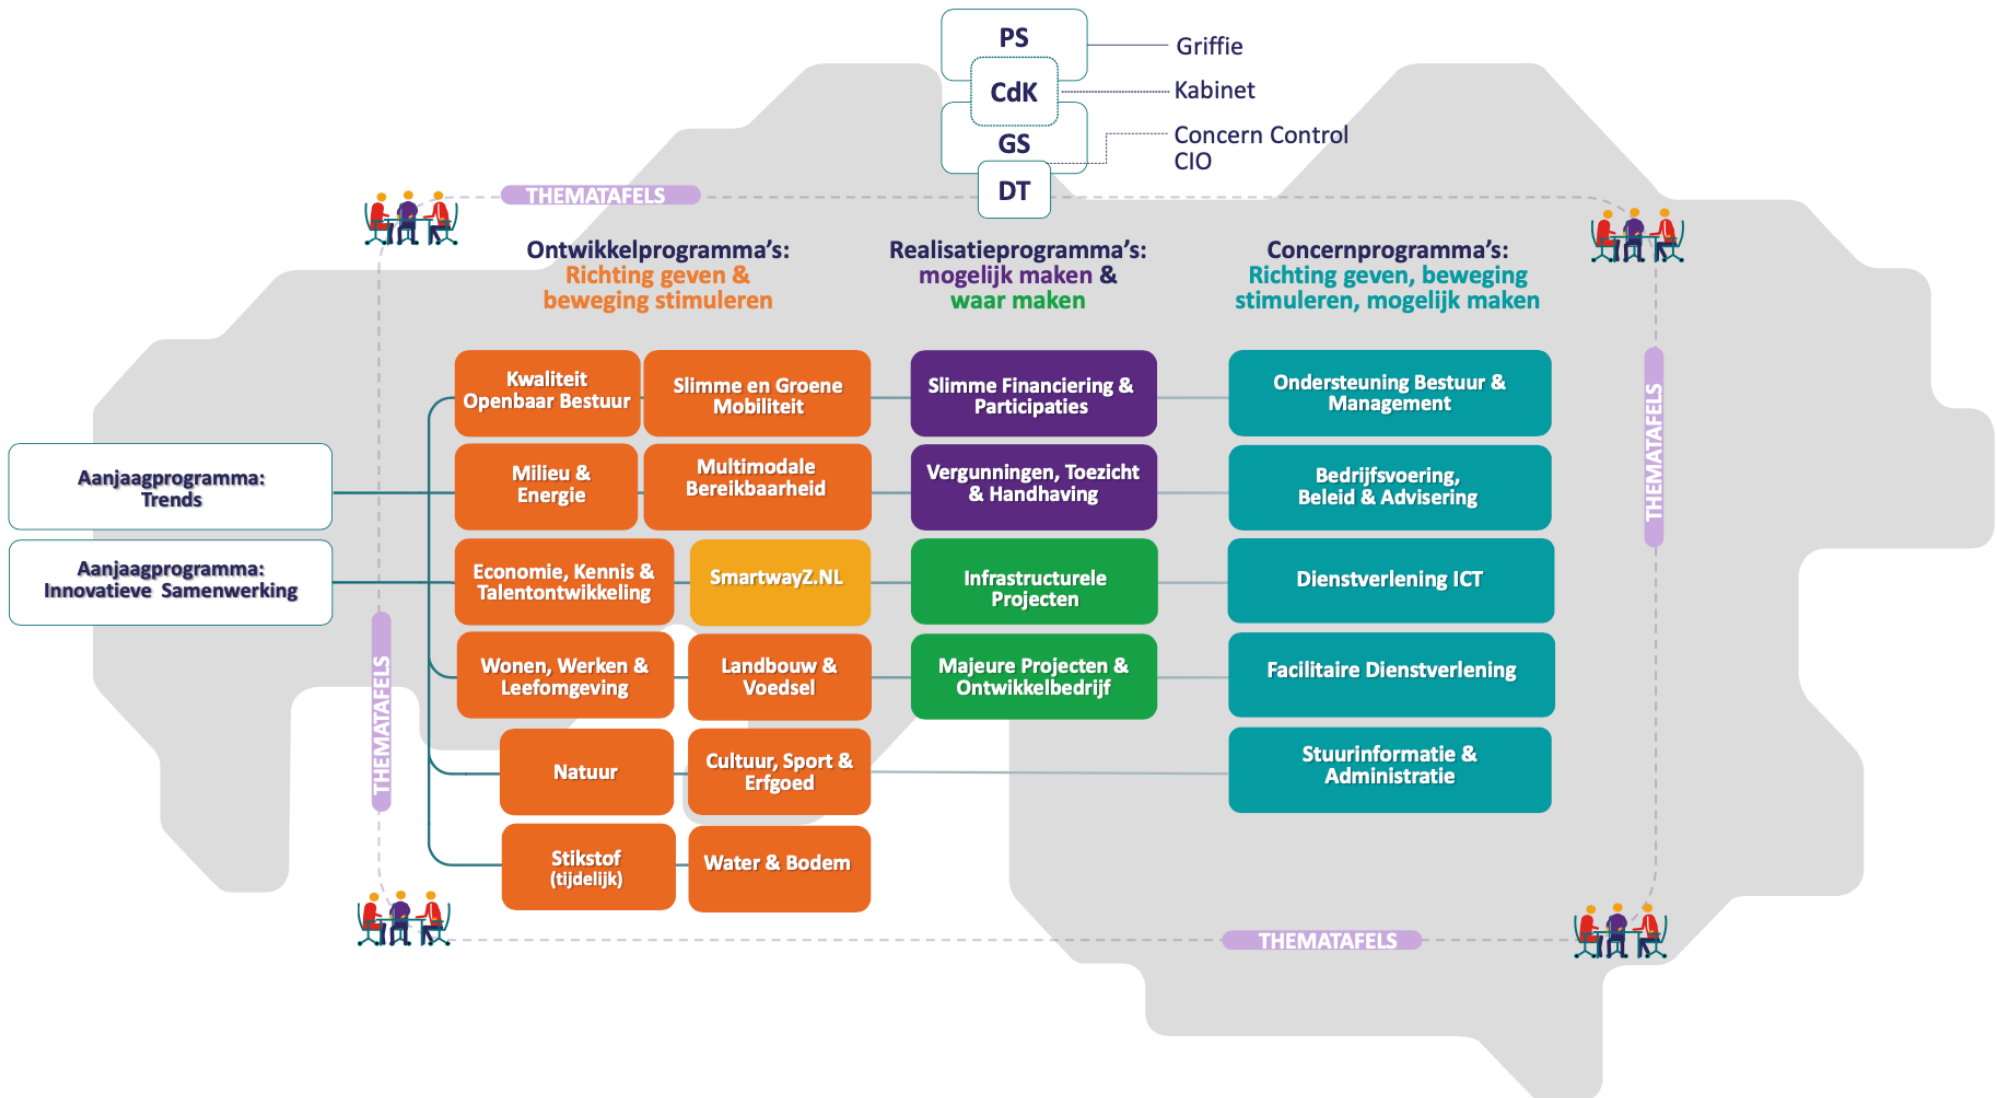 PS
Griffie
CdK
Kabinet
GS
Concern Control
CIO
DT
THEMATAFELS
Ontwikkelprogramma's:
Richting geven &
beweging stimuleren
Realisatieprogramma's:
mogelijk maken &
waar maken
Concernprogramma's:
Richting geven, beweging
stimuleren, mogelijk maken
Aanjaagprogramma:
Trends
Aanjaagprogramma:
Innovatieve Samenwerking
THEMATAFELS
Kwaliteit
Openbaar Bestuur
Slimme en Groene
Mobiliteit
Milieu &
Energie
Multimodale
Bereikbaarheid
Economie, Kennis &
Talentontwikkeling
SmartwayZ.NL
Wonen, Werken &
Leefomgeving
Landbouw &
Voedsel
Natuur
Cultuur, Sport &
Erfgoed
Stikstof
(tijdelijk)
Water & Bodem
Slimme Financiering &
Participaties
Vergunningen, Toezicht
& Handhaving
Infrastructurele
Projecten
Majeure Projecten &
Ontwikkelbedrijf
Ondersteuning Bestuur &
Management
Bedrijfsvoering,
Beleid & Advisering
Dienstverlening ICT
Facilitaire Dienstverlening
Stuurinformatie &
Administratie
THEMATAFELS
THEMATAFELS